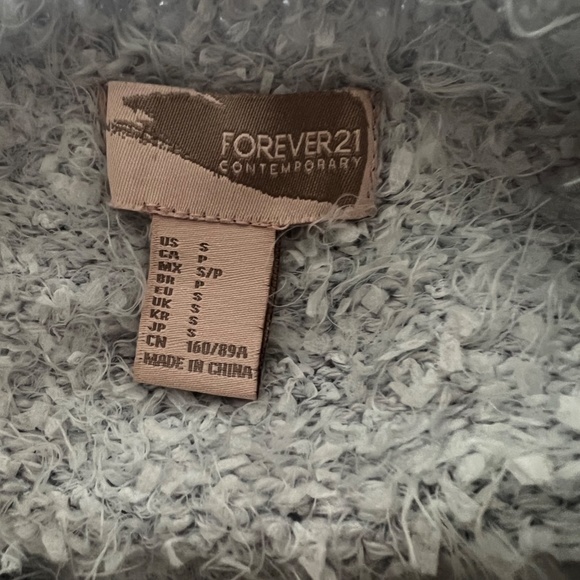 FOREVER21
CONTEMPORARY
US S
CA P
MX S/P
BR P
EU S
UK S
KR S
JP S
CN 160/89A
MADE IN CHINA